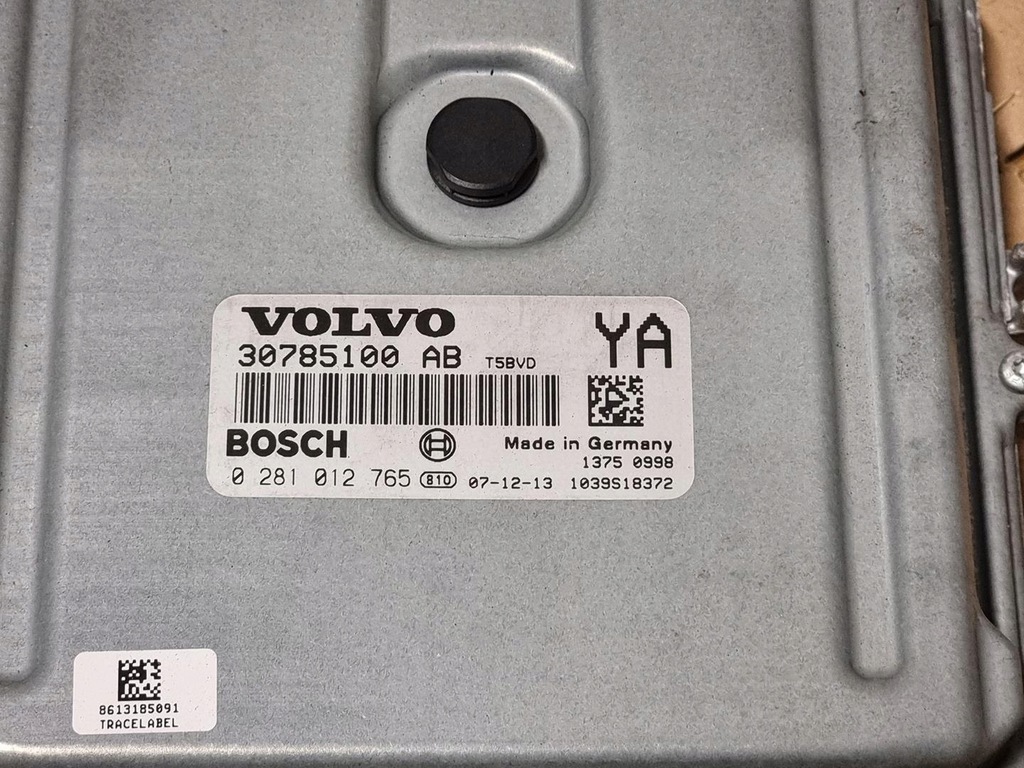 VOLVO
30785100 AB T5BVD
YA
BOSCH
Made in Germany
1375 0998
0 281 012 765 810 07-12-13 1039S18372
8613185091
TRACELABEL